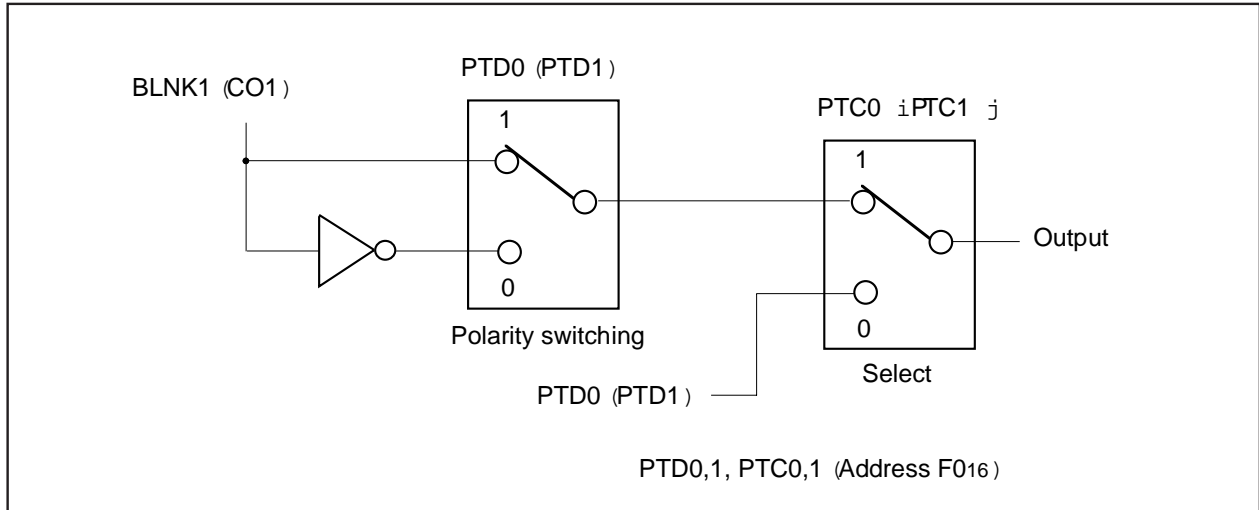 BLNK1 (CO1)
PTD0 (PTD1)
1
0
Polarity switching
PTC0 iPTC1 j
1
0
Select
Output
PTD0 (PTD1)
PTD0,1, PTC0,1 (Address F016)